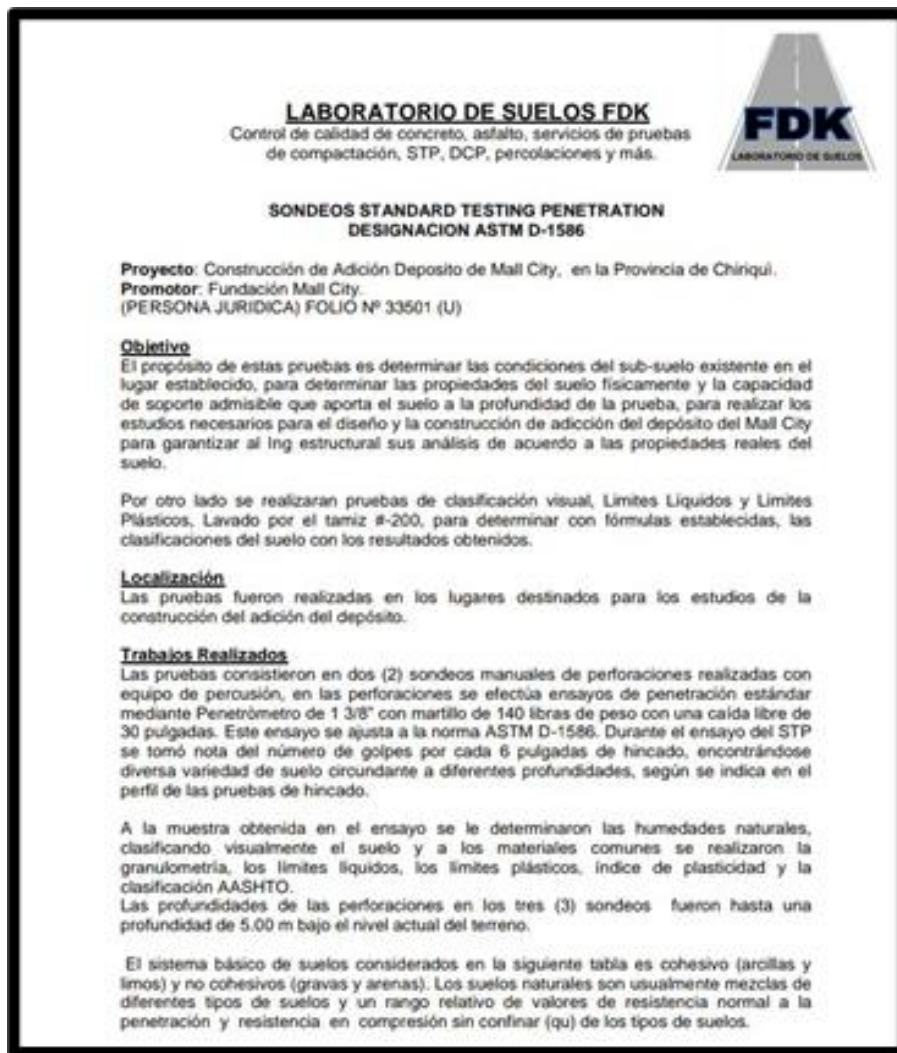 LABORATORIO DE SUELOS FDK
Control de calidad de concreto, asfalto, servicios de pruebas
de compactación, STP, DCP, percolaciones y más.
FDK
LABORATORIO DE SUELOS
SONDEOS STANDARD TESTING PENETRATION
DESIGNACION ASTM D-1586
Proyecto: Construcción de Adición Deposito de Mall City, en la Provincia de Chiriquì.
Promotor: Fundación Mall City.
(PERSONA JURIDICA) FOLIO Nº 33501 (U)
Objetivo
El propósito de estas pruebas es determinar las condiciones del sub-suelo existente en el
lugar establecido, para determinar las propiedades del suelo físicamente y la capacidad
de soporte admisible que aporta el suelo a la profundidad de la prueba, para realizar los
estudios necesarios para el diseño y la construcción de adicción del depósito del Mall City
para garantizar al Ing estructural sus análisis de acuerdo a las propiedades reales del
suelo.
Por otro lado se realizaran pruebas de clasificación visual, Limites Líquidos y Limites
Plásticos, Lavado por el tamiz #-200, para determinar con fórmulas establecidas, las
clasificaciones del suelo con los resultados obtenidos.
Localización
Las pruebas fueron realizadas en los lugares destinados para los estudios de la
construcción del adición del depósito.
Trabajos Realizados
Las pruebas consistieron en dos (2) sondeos manuales de perforaciones realizadas con
equipo de percusión, en las perforaciones se efectúa ensayos de penetración estándar
mediante Penetròmetro de 1 3/8" con martillo de 140 libras de peso con una caída libre de
30 pulgadas. Este ensayo se ajusta a la norma ASTM D-1586. Durante el ensayo del STP
se tomó nota del número de golpes por cada 6 pulgadas de hincado, encontrándose
diversa variedad de suelo circundante a diferentes profundidades, según se indica en el
perfil de las pruebas de hincado.
A la muestra obtenida en el ensayo se le determinaron las humedades naturales,
clasificando visualmente el suelo y a los materiales comunes se realizaron la
granulometría, los límites líquidos, los límites plásticos, índice de plasticidad y la
clasificación AASHTO.
Las profundidades de las perforaciones en los tres (3) sondeos fueron hasta una
profundidad de 5.00 m bajo el nivel actual del terreno.
El sistema básico de suelos considerados en la siguiente tabla es cohesivo (arcillas y
limos) y no cohesivos (gravas y arenas). Los suelos naturales son usualmente mezclas de
diferentes tipos de suelos y un rango relativo de valores de resistencia normal a la
penetración y resistencia en compresión sin confinar (qu) de los tipos de suelos.